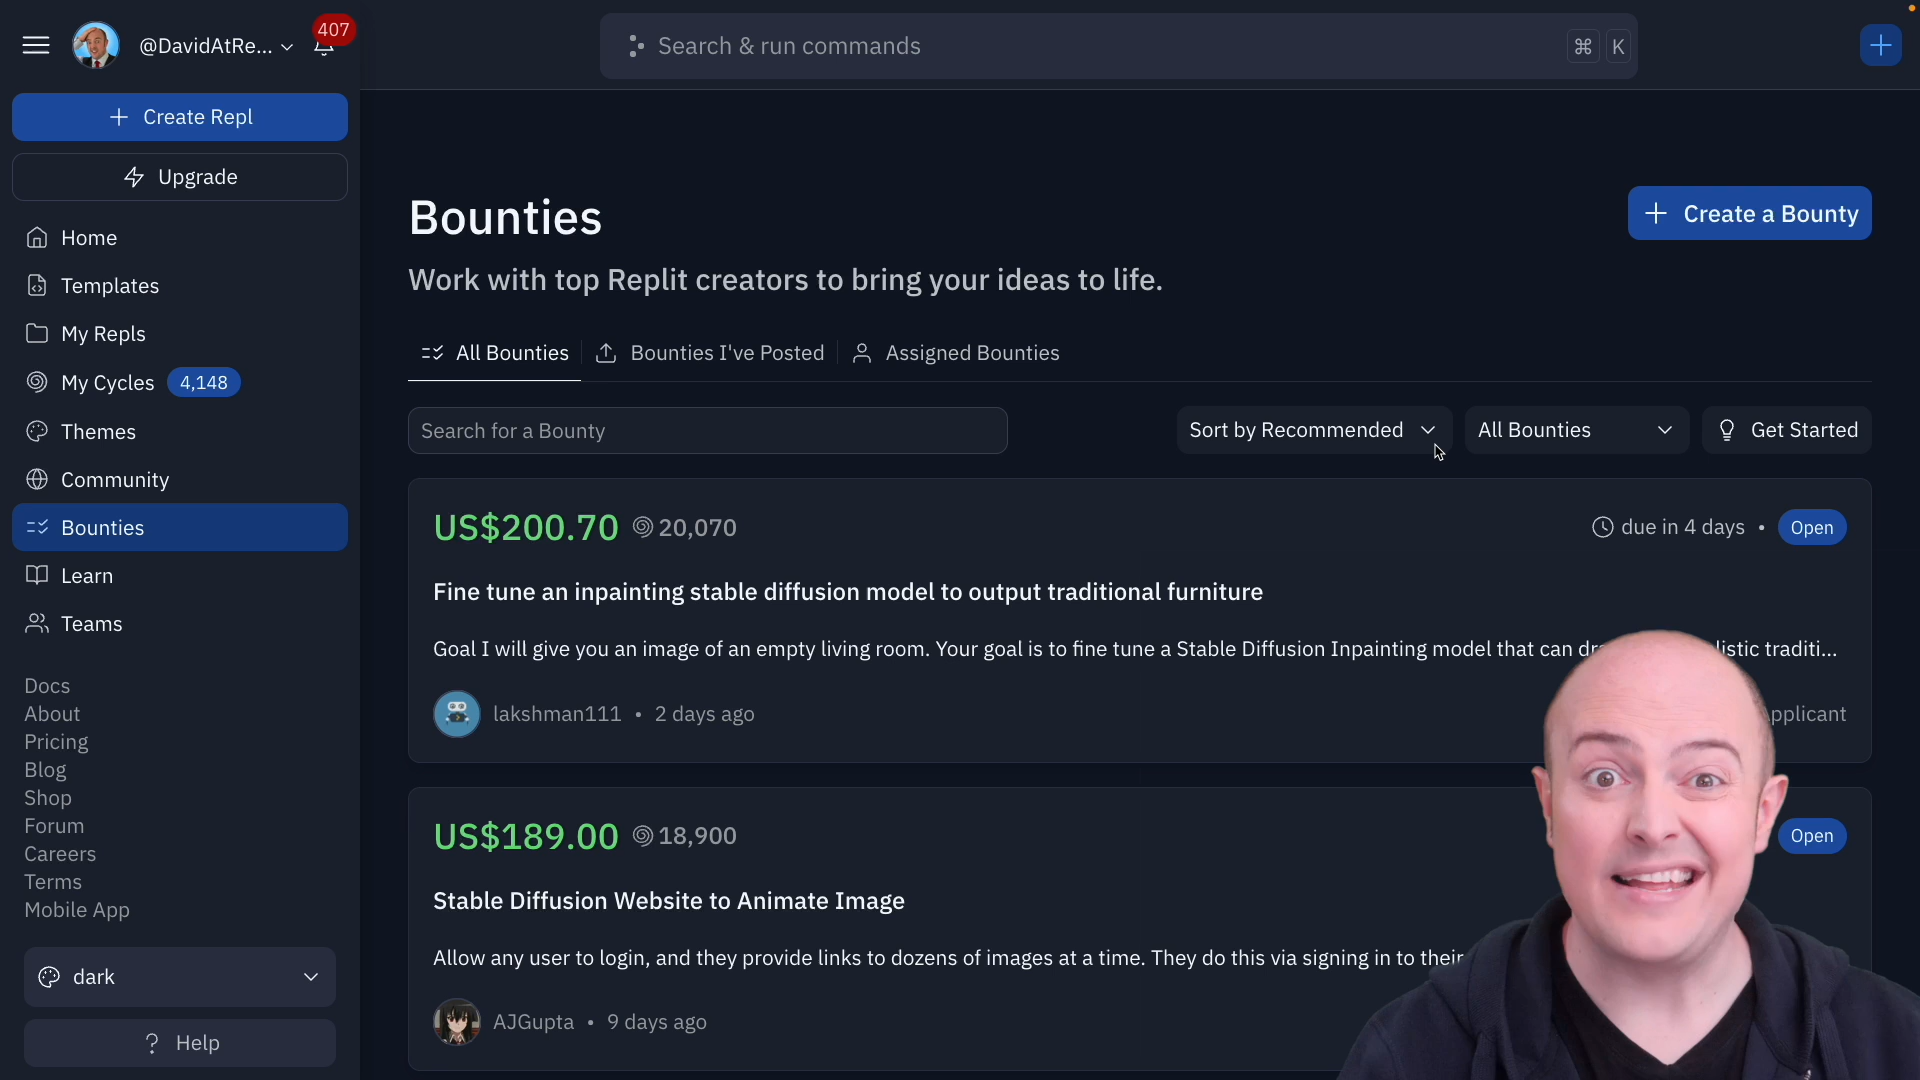 @DavidAtRe...
407
Search & run commands
⌘ K
Create Repl
Upgrade
Home
Templates
My Repls
My Cycles 4,148
Themes
Community
Bounties
Learn
Teams
Docs
About
Pricing
Blog
Shop
Forum
Careers
Terms
Mobile App
dark
? Help
Bounties
Create a Bounty
Work with top Replit creators to bring your ideas to life.
All Bounties
Bounties I've Posted
Assigned Bounties
Search for a Bounty
Sort by Recommended
All Bounties
Get Started
US$200.70 20,070
due in 4 days • Open
Fine tune an inpainting stable diffusion model to output traditional furniture
Goal I will give you an image of an empty living room. Your goal is to fine tune a Stable Diffusion Inpainting model that can traditi...
lakshman111 • 2 days ago
US$189.00 18,900
Open
Stable Diffusion Website to Animate Image
Allow any user to login, and they provide links to dozens of images at a time. They do this via signing in to their
AJGupta • 9 days ago